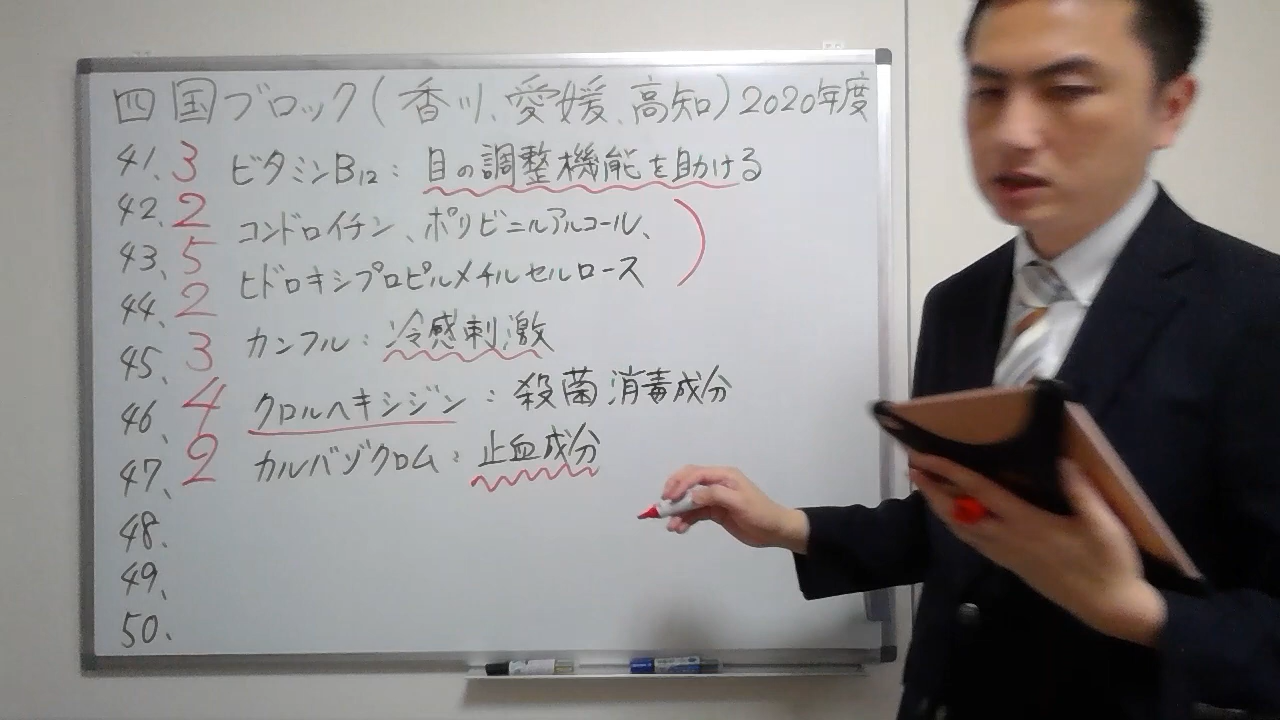 四国ブロック(香川、愛媛、高知)2020年度
41、3 ビタミンB12：目の調整機能を助ける
42、2 コンドロイチン、ポリビニルアルコール、
43、5 ヒドロキシプロピルメチルセルロース
44、2
45、3 カンフル：冷感刺激
46、4 クロルヘキシジン：殺菌消毒成分
47、2 カルバゾクロム：止血成分
48、
49、
50、